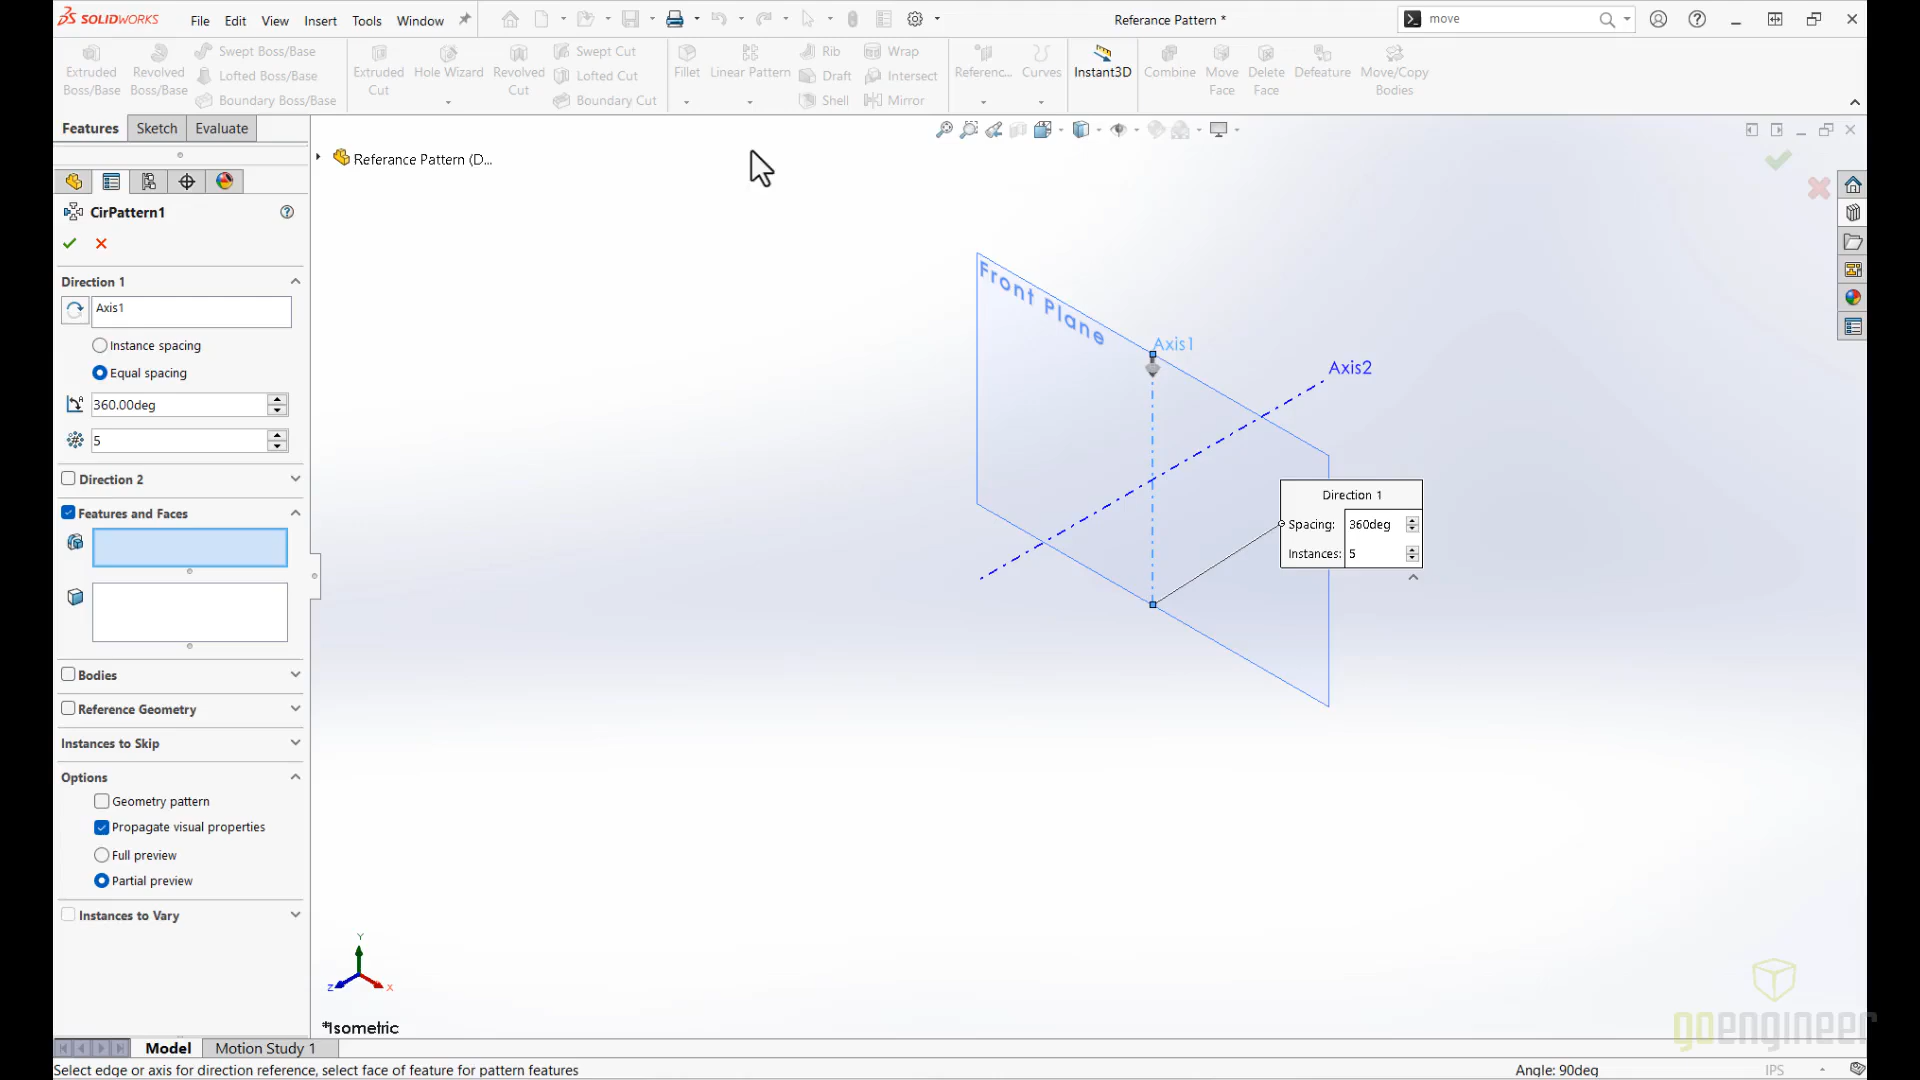 SOLIDWORKS File Edit View Insert Tools Window Referance Pattern * move
Extruded Boss/Base
Revolved Boss/Base
Swept Boss/Base
Lofted Boss/Base
Boundary Boss/Base
Extruded Cut
Hole Wizard
Revolved Cut
Swept Cut
Lofted Cut
Boundary Cut
Fillet
Linear Pattern
Rib
Draft
Shell
Wrap
Intersect
Mirror
Referenc...
Curves
Instant3D
Combine
Move Face
Delete Face
Defeature
Move/Copy Bodies
Features Sketch Evaluate
Referance Pattern (D...
CirPattern1
Direction 1
Axis1
Instance spacing
Equal spacing
360.00deg
5
Direction 2
Features and Faces
Bodies
Reference Geometry
Instances to Skip
Options
Geometry pattern
Propagate visual properties
Full preview
Partial preview
Instances to Vary
Front Plane
Axis1
Axis2
Direction 1
Spacing: 360deg
Instances: 5
Y
Z X
*Isometric
goengineer
Model Motion Study 1
Select edge or axis for direction reference, select face of feature for pattern features Angle: 90deg IPS